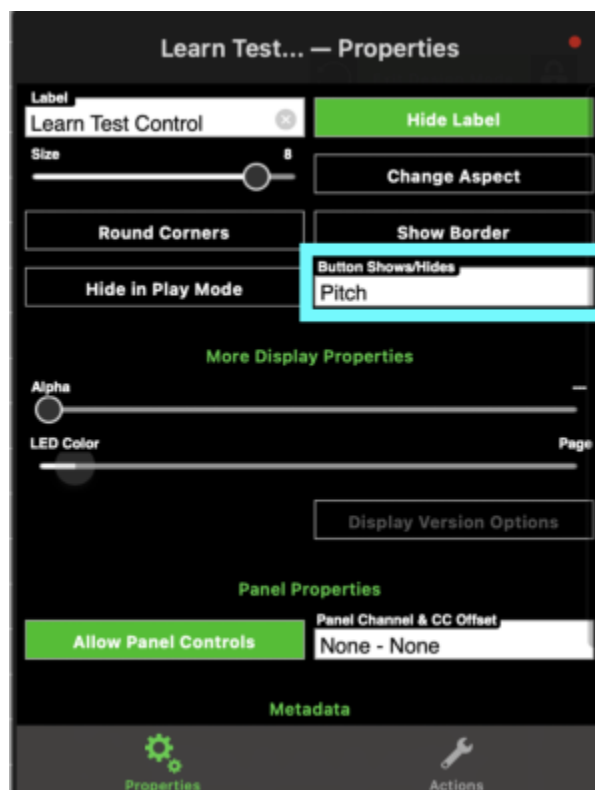 Learn Test... — Properties
Label
Learn Test Control
Hide Label
Size 8
Change Aspect
Round Corners
Show Border
Hide in Play Mode
Button Shows/Hides
Pitch
More Display Properties
Alpha —
LED Color Page
Display Version Options
Panel Properties
Allow Panel Controls
Panel Channel & CC Offset
None - None
Metadata
Properties Actions